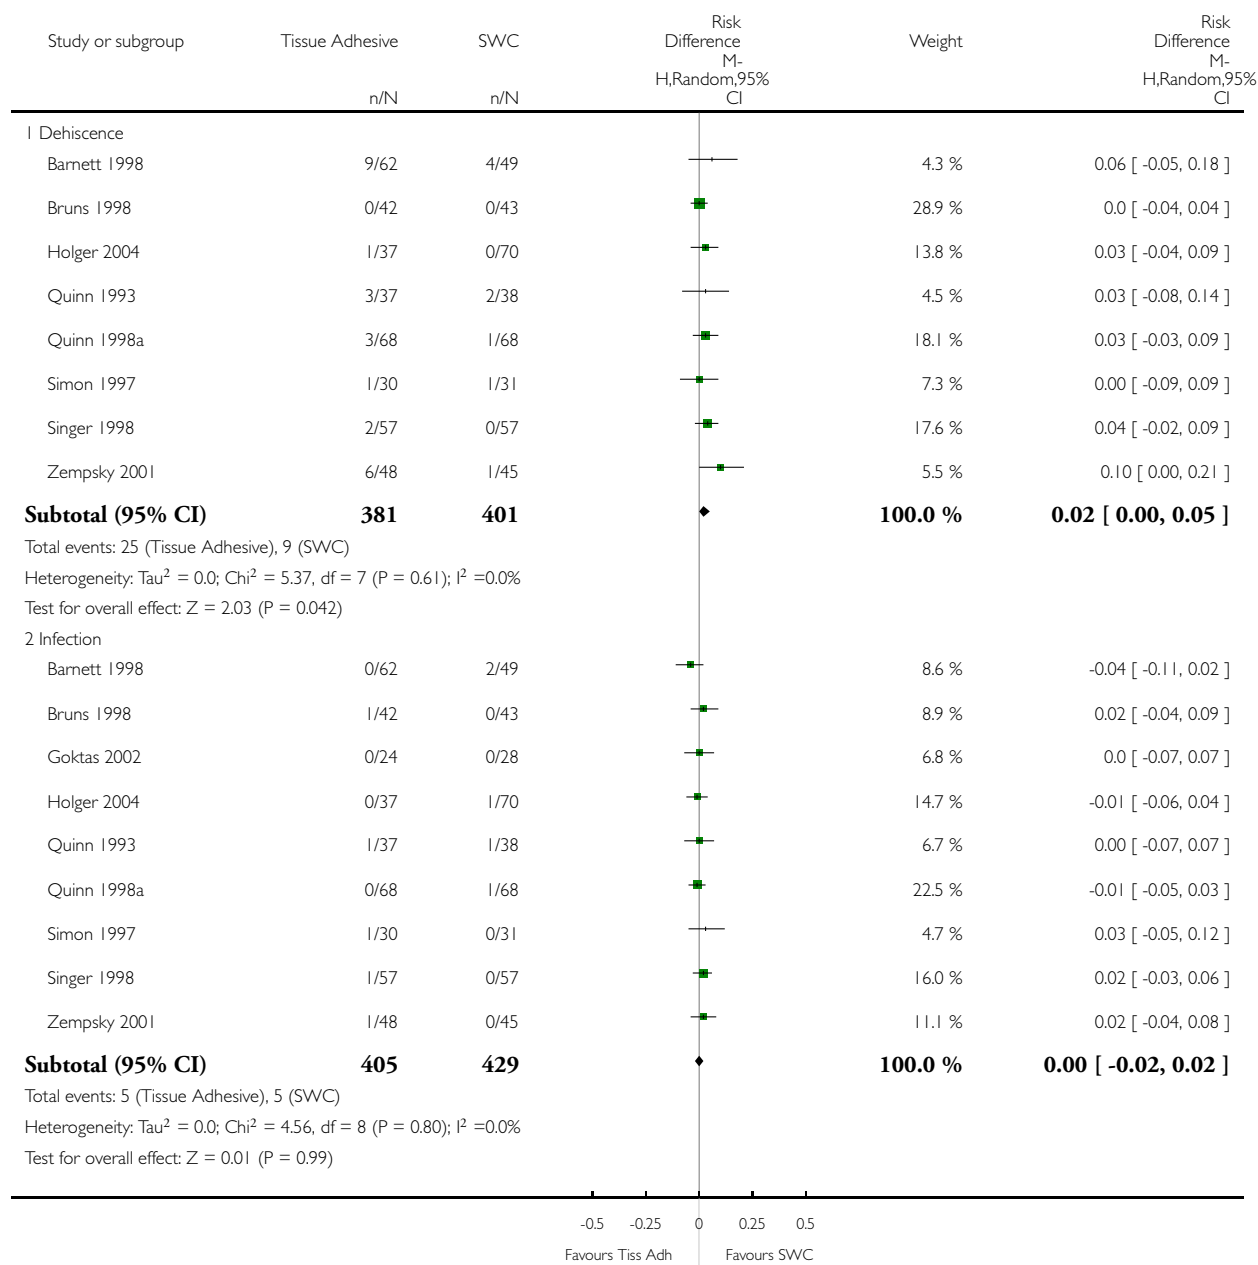 Study or subgroup Tissue Adhesive SWC Risk Difference M-H,Random,95% CI Weight Risk Difference M-H,Random,95% CI
n/N n/N
1 Dehiscence
Barnett 1998 9/62 4/49 4.3 % 0.06 [ -0.05, 0.18 ]
Bruns 1998 0/42 0/43 28.9 % 0.0 [ -0.04, 0.04 ]
Holger 2004 1/37 0/70 13.8 % 0.03 [ -0.04, 0.09 ]
Quinn 1993 3/37 2/38 4.5 % 0.03 [ -0.08, 0.14 ]
Quinn 1998a 3/68 1/68 18.1 % 0.03 [ -0.03, 0.09 ]
Simon 1997 1/30 1/31 7.3 % 0.00 [ -0.09, 0.09 ]
Singer 1998 2/57 0/57 17.6 % 0.04 [ -0.02, 0.09 ]
Zempsky 2001 6/48 1/45 5.5 % 0.10 [ 0.00, 0.21 ]
Subtotal (95% CI) 381 401 100.0 % 0.02 [ 0.00, 0.05 ]
Total events: 25 (Tissue Adhesive), 9 (SWC)
Heterogeneity: Tau² = 0.0; Chi² = 5.37, df = 7 (P = 0.61); I² =0.0%
Test for overall effect: Z = 2.03 (P = 0.042)
2 Infection
Barnett 1998 0/62 2/49 8.6 % -0.04 [ -0.11, 0.02 ]
Bruns 1998 1/42 0/43 8.9 % 0.02 [ -0.04, 0.09 ]
Goktas 2002 0/24 0/28 6.8 % 0.0 [ -0.07, 0.07 ]
Holger 2004 0/37 1/70 14.7 % -0.01 [ -0.06, 0.04 ]
Quinn 1993 1/37 1/38 6.7 % 0.00 [ -0.07, 0.07 ]
Quinn 1998a 0/68 1/68 22.5 % -0.01 [ -0.05, 0.03 ]
Simon 1997 1/30 0/31 4.7 % 0.03 [ -0.05, 0.12 ]
Singer 1998 1/57 0/57 16.0 % 0.02 [ -0.03, 0.06 ]
Zempsky 2001 1/48 0/45 11.1 % 0.02 [ -0.04, 0.08 ]
Subtotal (95% CI) 405 429 100.0 % 0.00 [ -0.02, 0.02 ]
Total events: 5 (Tissue Adhesive), 5 (SWC)
Heterogeneity: Tau² = 0.0; Chi² = 4.56, df = 8 (P = 0.80); I² =0.0%
Test for overall effect: Z = 0.01 (P = 0.99)
-0.5 -0.25 0 0.25 0.5
Favours Tiss Adh Favours SWC